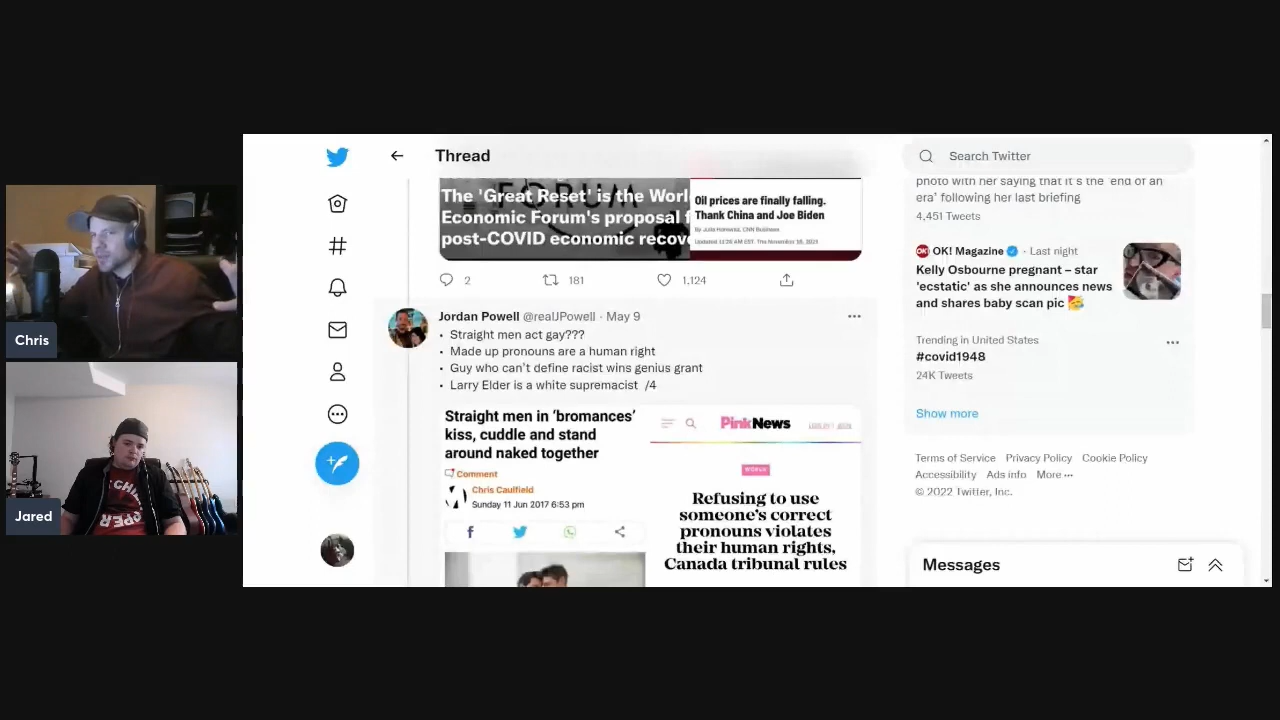 Chris
Jared
Thread
The 'Great Reset' is the Worl
Economic Forum's proposal f
post-COVID economic recov
Oil prices are finally falling.
Thank China and Joe Biden
2
181
1,124
Jordan Powell @realJPowell · May 9
• Straight men act gay???
• Made up pronouns are a human right
• Guy who can't define racist wins genius grant
• Larry Elder is a white supremacist /4
Straight men in 'bromances'
kiss, cuddle and stand
around naked together
Comment
Chris Caulfield
Sunday 11 Jun 2017 6:53 pm
PinkNews
WORLD
Refusing to use
someone's correct
pronouns violates
their human rights,
Canada tribunal rules
Search Twitter
photo with her saying that it's the 'end of an
era' following her last briefing
4,451 Tweets
OK! Magazine · Last night
Kelly Osbourne pregnant – star
'ecstatic' as she announces news
and shares baby scan pic
Trending in United States
#covid1948
24K Tweets
Show more
Terms of Service Privacy Policy Cookie Policy
Accessibility Ads info More ···
© 2022 Twitter, Inc.
Messages